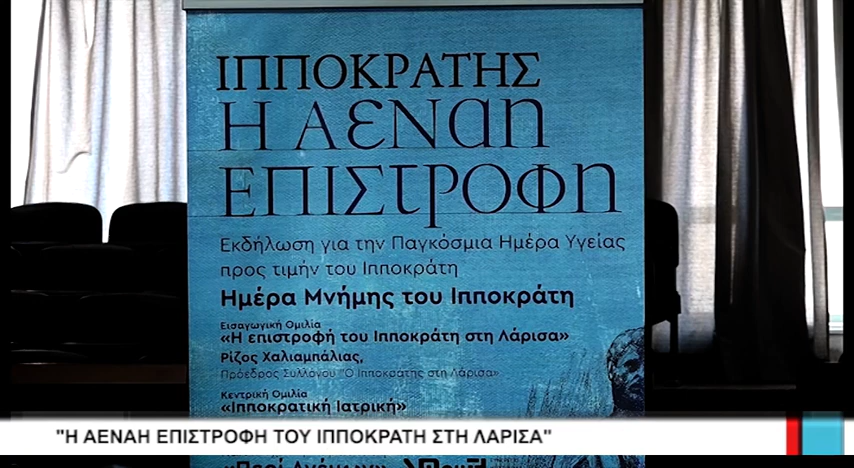 ΙΠΠΟΚΡΑΤΗΣ
Η ΑΕΝΑΗ
ΕΠΙΣΤΡΟΦΗ
Εκδήλωση για την Παγκόσμια Ημέρα Υγείας
προς τιμήν του Ιπποκράτη
Ημέρα Μνήμης του Ιπποκράτη
Εισαγωγική Ομιλία
«Η επιστροφή του Ιπποκράτη στη Λάρισα»
Ρίζος Χαλιαμπάλιας,
Πρόεδρος Συλλόγου "Ο Ιπποκράτης στη Λάρισα»
Κεντρική Ομιλία
«Ιπποκρατική Ιατρική»
"Η ΑΕΝΑΗ ΕΠΙΣΤΡΟΦΗ ΤΟΥ ΙΠΠΟΚΡΑΤΗ ΣΤΗ ΛΑΡΙΣΑ"